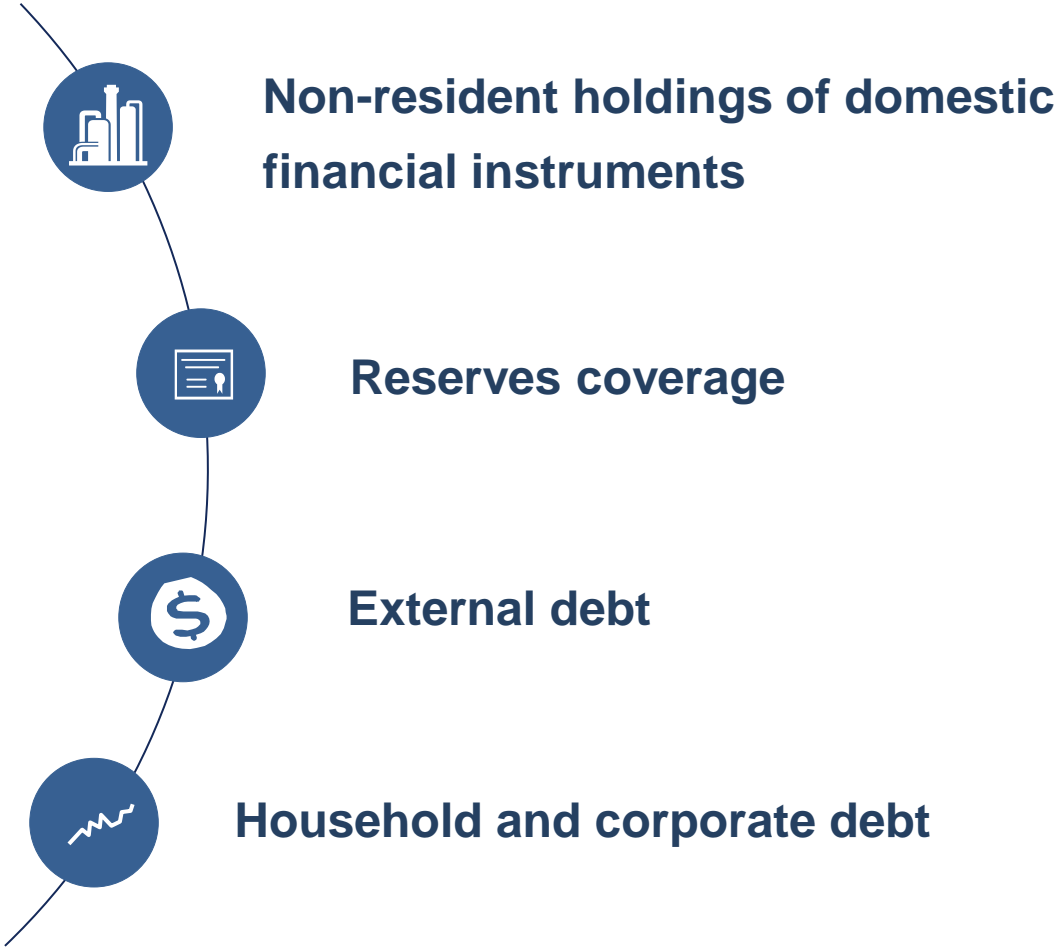 Non-resident holdings of domestic
financial instruments
Reserves coverage
External debt
Household and corporate debt